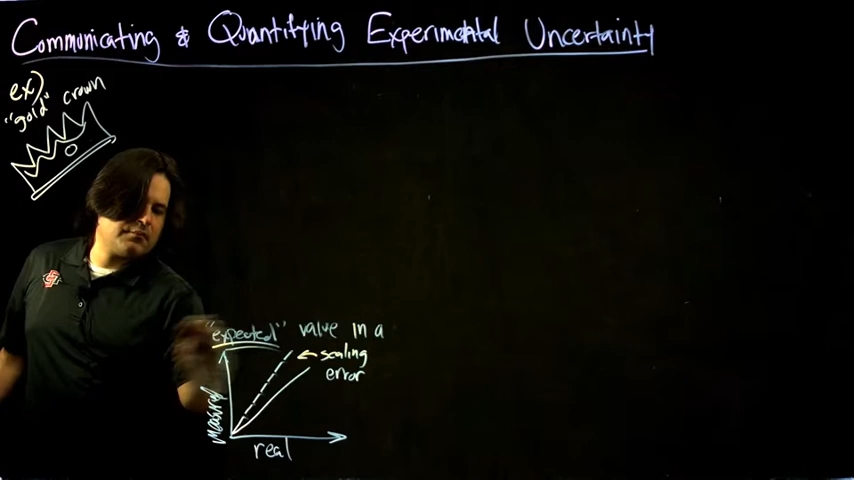 Communicating & Quantifying Experimental Uncertainty
ex)
"gold" crown
"expected" value in a
scaling
error
measured
real